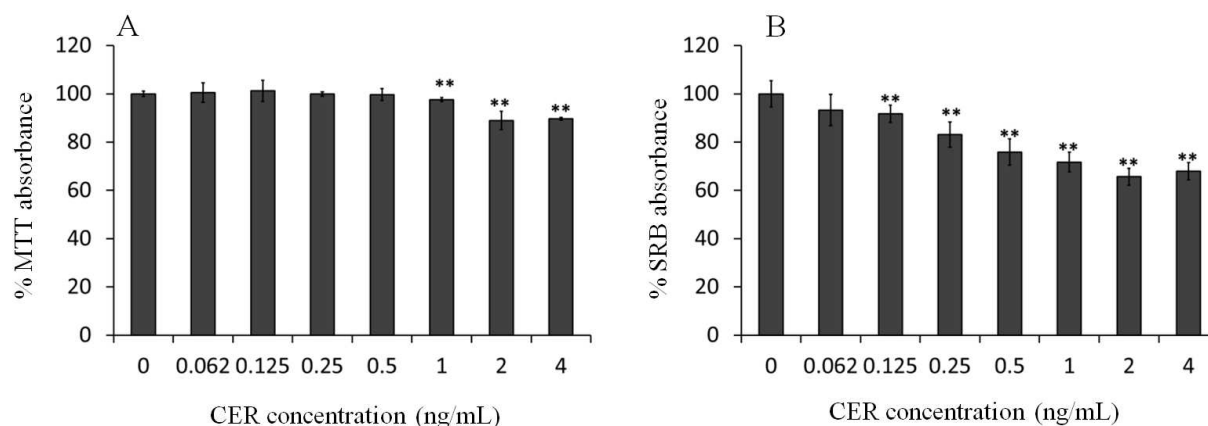 A
120
100
80
60
40
20
0
% MTT absorbance
** ** **
0 0.062 0.125 0.25 0.5 1 2 4
CER concentration (ng/mL)
B
120
100
80
60
40
20
0
% SRB absorbance
** ** ** ** ** **
0 0.062 0.125 0.25 0.5 1 2 4
CER concentration (ng/mL)